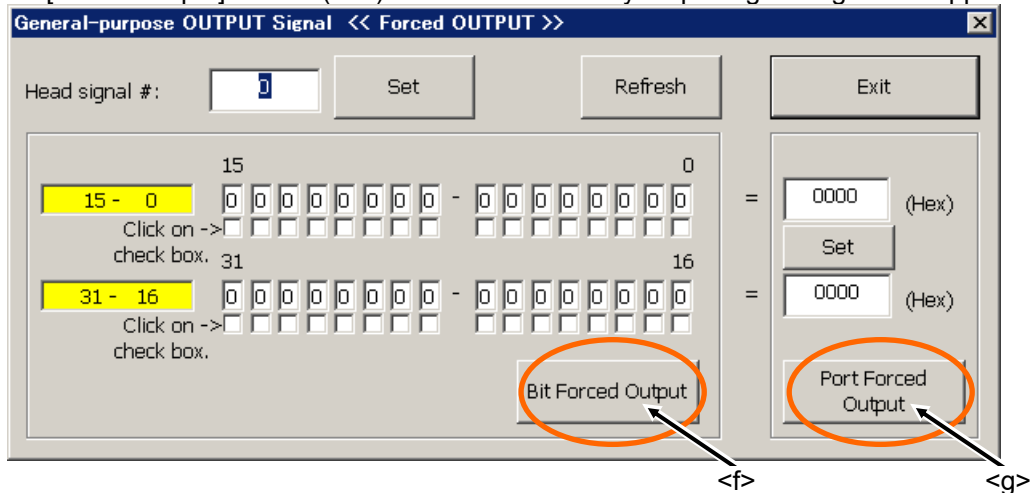 General-purpose OUTPUT Signal << Forced OUTPUT >>
Head signal #: 0 Set Refresh Exit
15 0
15 - 0 0 0 0 0 0 0 0 0 - 0 0 0 0 0 0 0 0 = 0000 (Hex)
Click on ->
check box.
Set
31 16
31 - 16 0 0 0 0 0 0 0 0 - 0 0 0 0 0 0 0 0 = 0000 (Hex)
Click on ->
check box.
Bit Forced Output
Port Forced
Output
<f> <g>